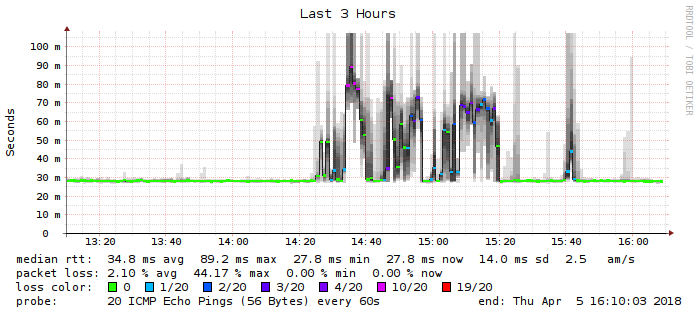 Last 3 Hours
RRDTOOL / TOBI OETIKER
Seconds
100 m
90 m
80 m
70 m
60 m
50 m
40 m
30 m
20 m
10 m
0
13:20 13:40 14:00 14:20 14:40 15:00 15:20 15:40 16:00
median rtt: 34.8 ms avg 89.2 ms max 27.8 ms min 27.8 ms now 14.0 ms sd 2.5 am/s
packet loss: 2.10 % avg 44.17 % max 0.00 % min 0.00 % now
loss color: 0 1/20 2/20 3/20 4/20 10/20 19/20
probe: 20 ICMP Echo Pings (56 Bytes) every 60s end: Thu Apr 5 16:10:03 2018